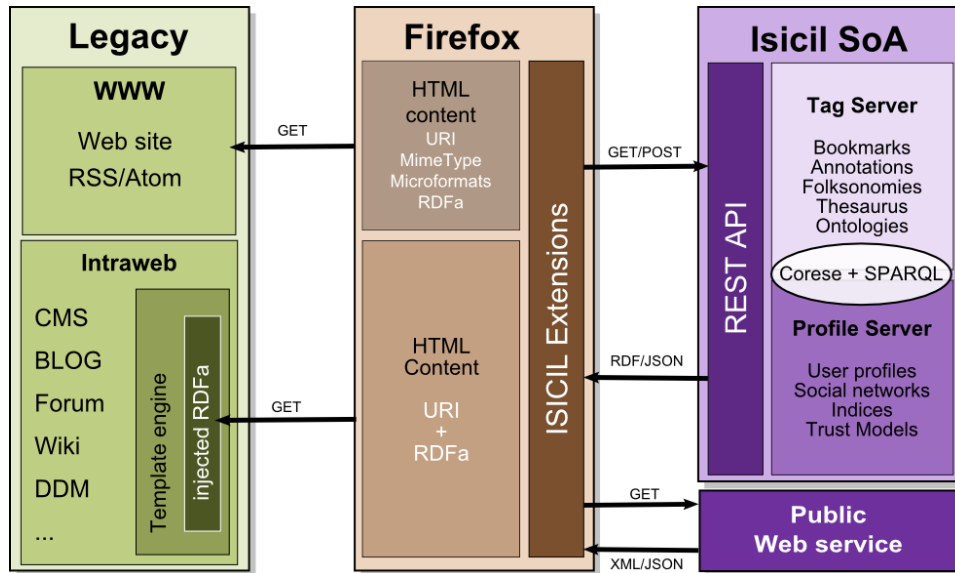 Legacy
WWW
Web site
RSS/Atom
Intraweb
CMS
BLOG
Forum
Wiki
DDM
...
Template engine
injected RDFa
GET
GET
Firefox
HTML
content
URI
MimeType
Microformats
RDFa
HTML
Content
URI
+
RDFa
ISICIL Extensions
GET/POST
RDF/JSON
GET
XML/JSON
Isicil SoA
REST API
Tag Server
Bookmarks
Annotations
Folksonomies
Thesaurus
Ontologies
Corese + SPARQL
Profile Server
User profiles
Social networks
Indices
Trust Models
Public
Web service